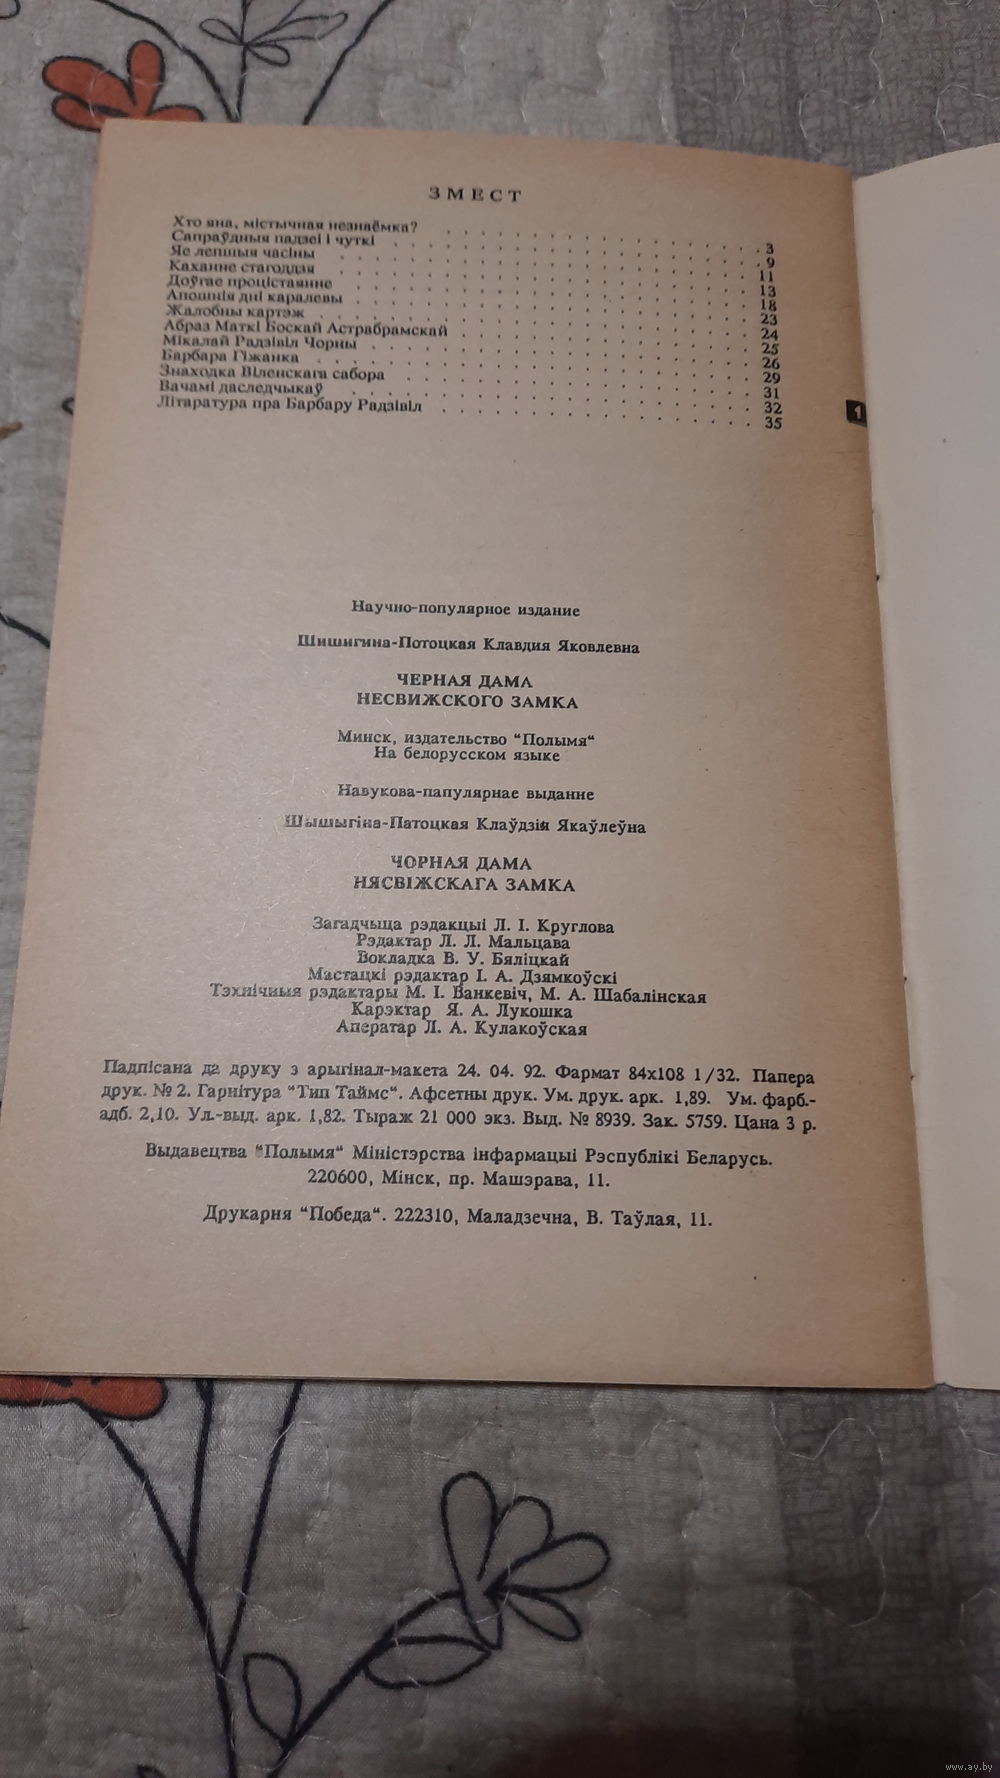 ЗМЕСТ
Хто яна, містычная незнаёмка? 3
Сапраўдныя падзеі і чуткі 9
Яе лепшыя часіны 11
Каханне стагоддзя 13
Доўгае процістаянне 18
Апошнія дні каралевы 23
Жалобны картэж 24
Абраз Маткі Боскай Астрабрамскай 25
Мікалай Радзівіл Чорны 26
Барбара Гіжанка 29
Знаходка Віленскага сабора 31
Вачамі даследчыкаў 32
Літаратура пра Барбару Радзівіл 35
1
Научно-популярное издание
Шишигина-Потоцкая Клавдия Яковлевна
ЧЕРНАЯ ДАМА
НЕСВИЖСКОГО ЗАМКА
Минск, издательство “Полымя“
На белорусском языке
Навукова-папулярнае выданне
Шышыгіна-Патоцкая Клаўдзія Якаўлеўна
ЧОРНАЯ ДАМА
НЯСВІЖСКАГА ЗАМКА
Загадчыца рэдакцыі Л. І. Круглова
Рэдактар Л. Л. Мальцава
Вокладка В. У. Бяліцкай
Мастацкі рэдактар І. А. Дзямкоўскі
Тэхнічныя рэдактары М. І. Ванкевіч, М. А. Шабалінская
Карэктар Я. А. Лукошка
Аператар Л. А. Кулакоўская
Падпісана да друку з арыгінал-макета 24. 04. 92. Фармат 84х108 1/32. Папера
друк. № 2. Гарнітура “Тип Таймс“. Афсетны друк. Ум. друк. арк. 1,89. Ум. фарб.-
адб. 2,10. Ул.-выд. арк. 1,82. Тыраж 21 000 экз. Выд. № 8939. Зак. 5759. Цана 3 р.
Выдавецтва “Полымя“ Міністэрства інфармацыі Рэспублікі Беларусь.
220600, Мінск, пр. Машэрава, 11.
Друкарня “Победа“. 222310, Маладзечна, В. Таўлая, 11.
www.ay.by